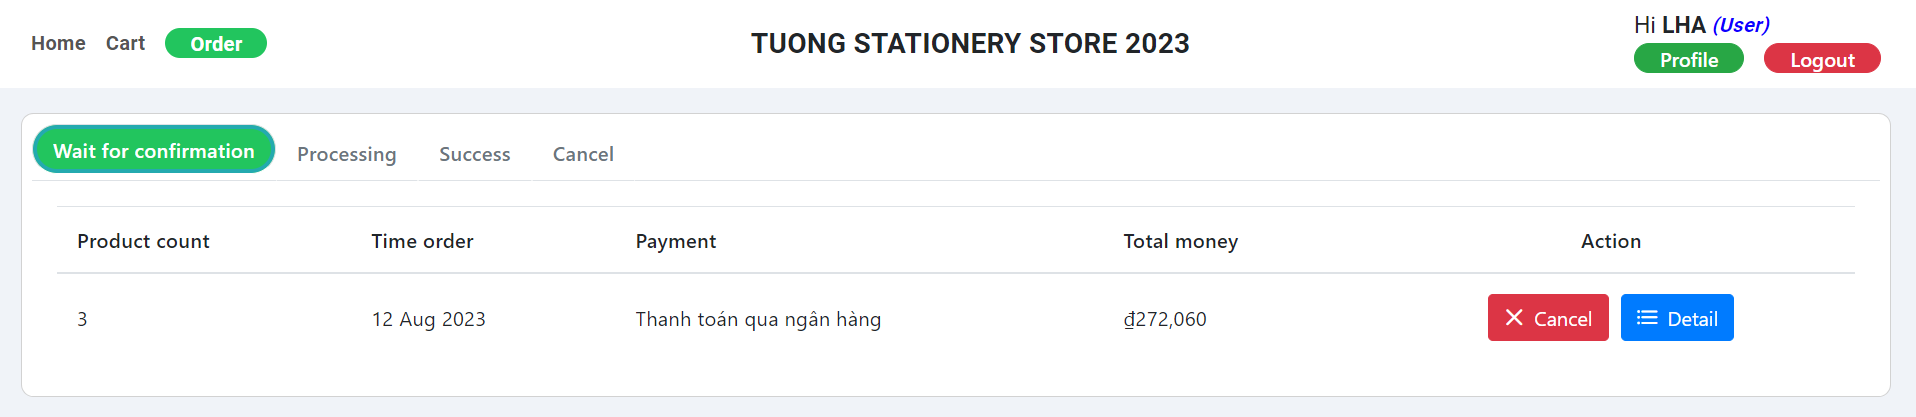 Home Cart Order
TUONG STATIONERY STORE 2023
Hi LHA (User)
Profile Logout
Wait for confirmation Processing Success Cancel
Product count Time order Payment Total money Action
3 12 Aug 2023 Thanh toán qua ngân hàng ₫272,060 Cancel Detail